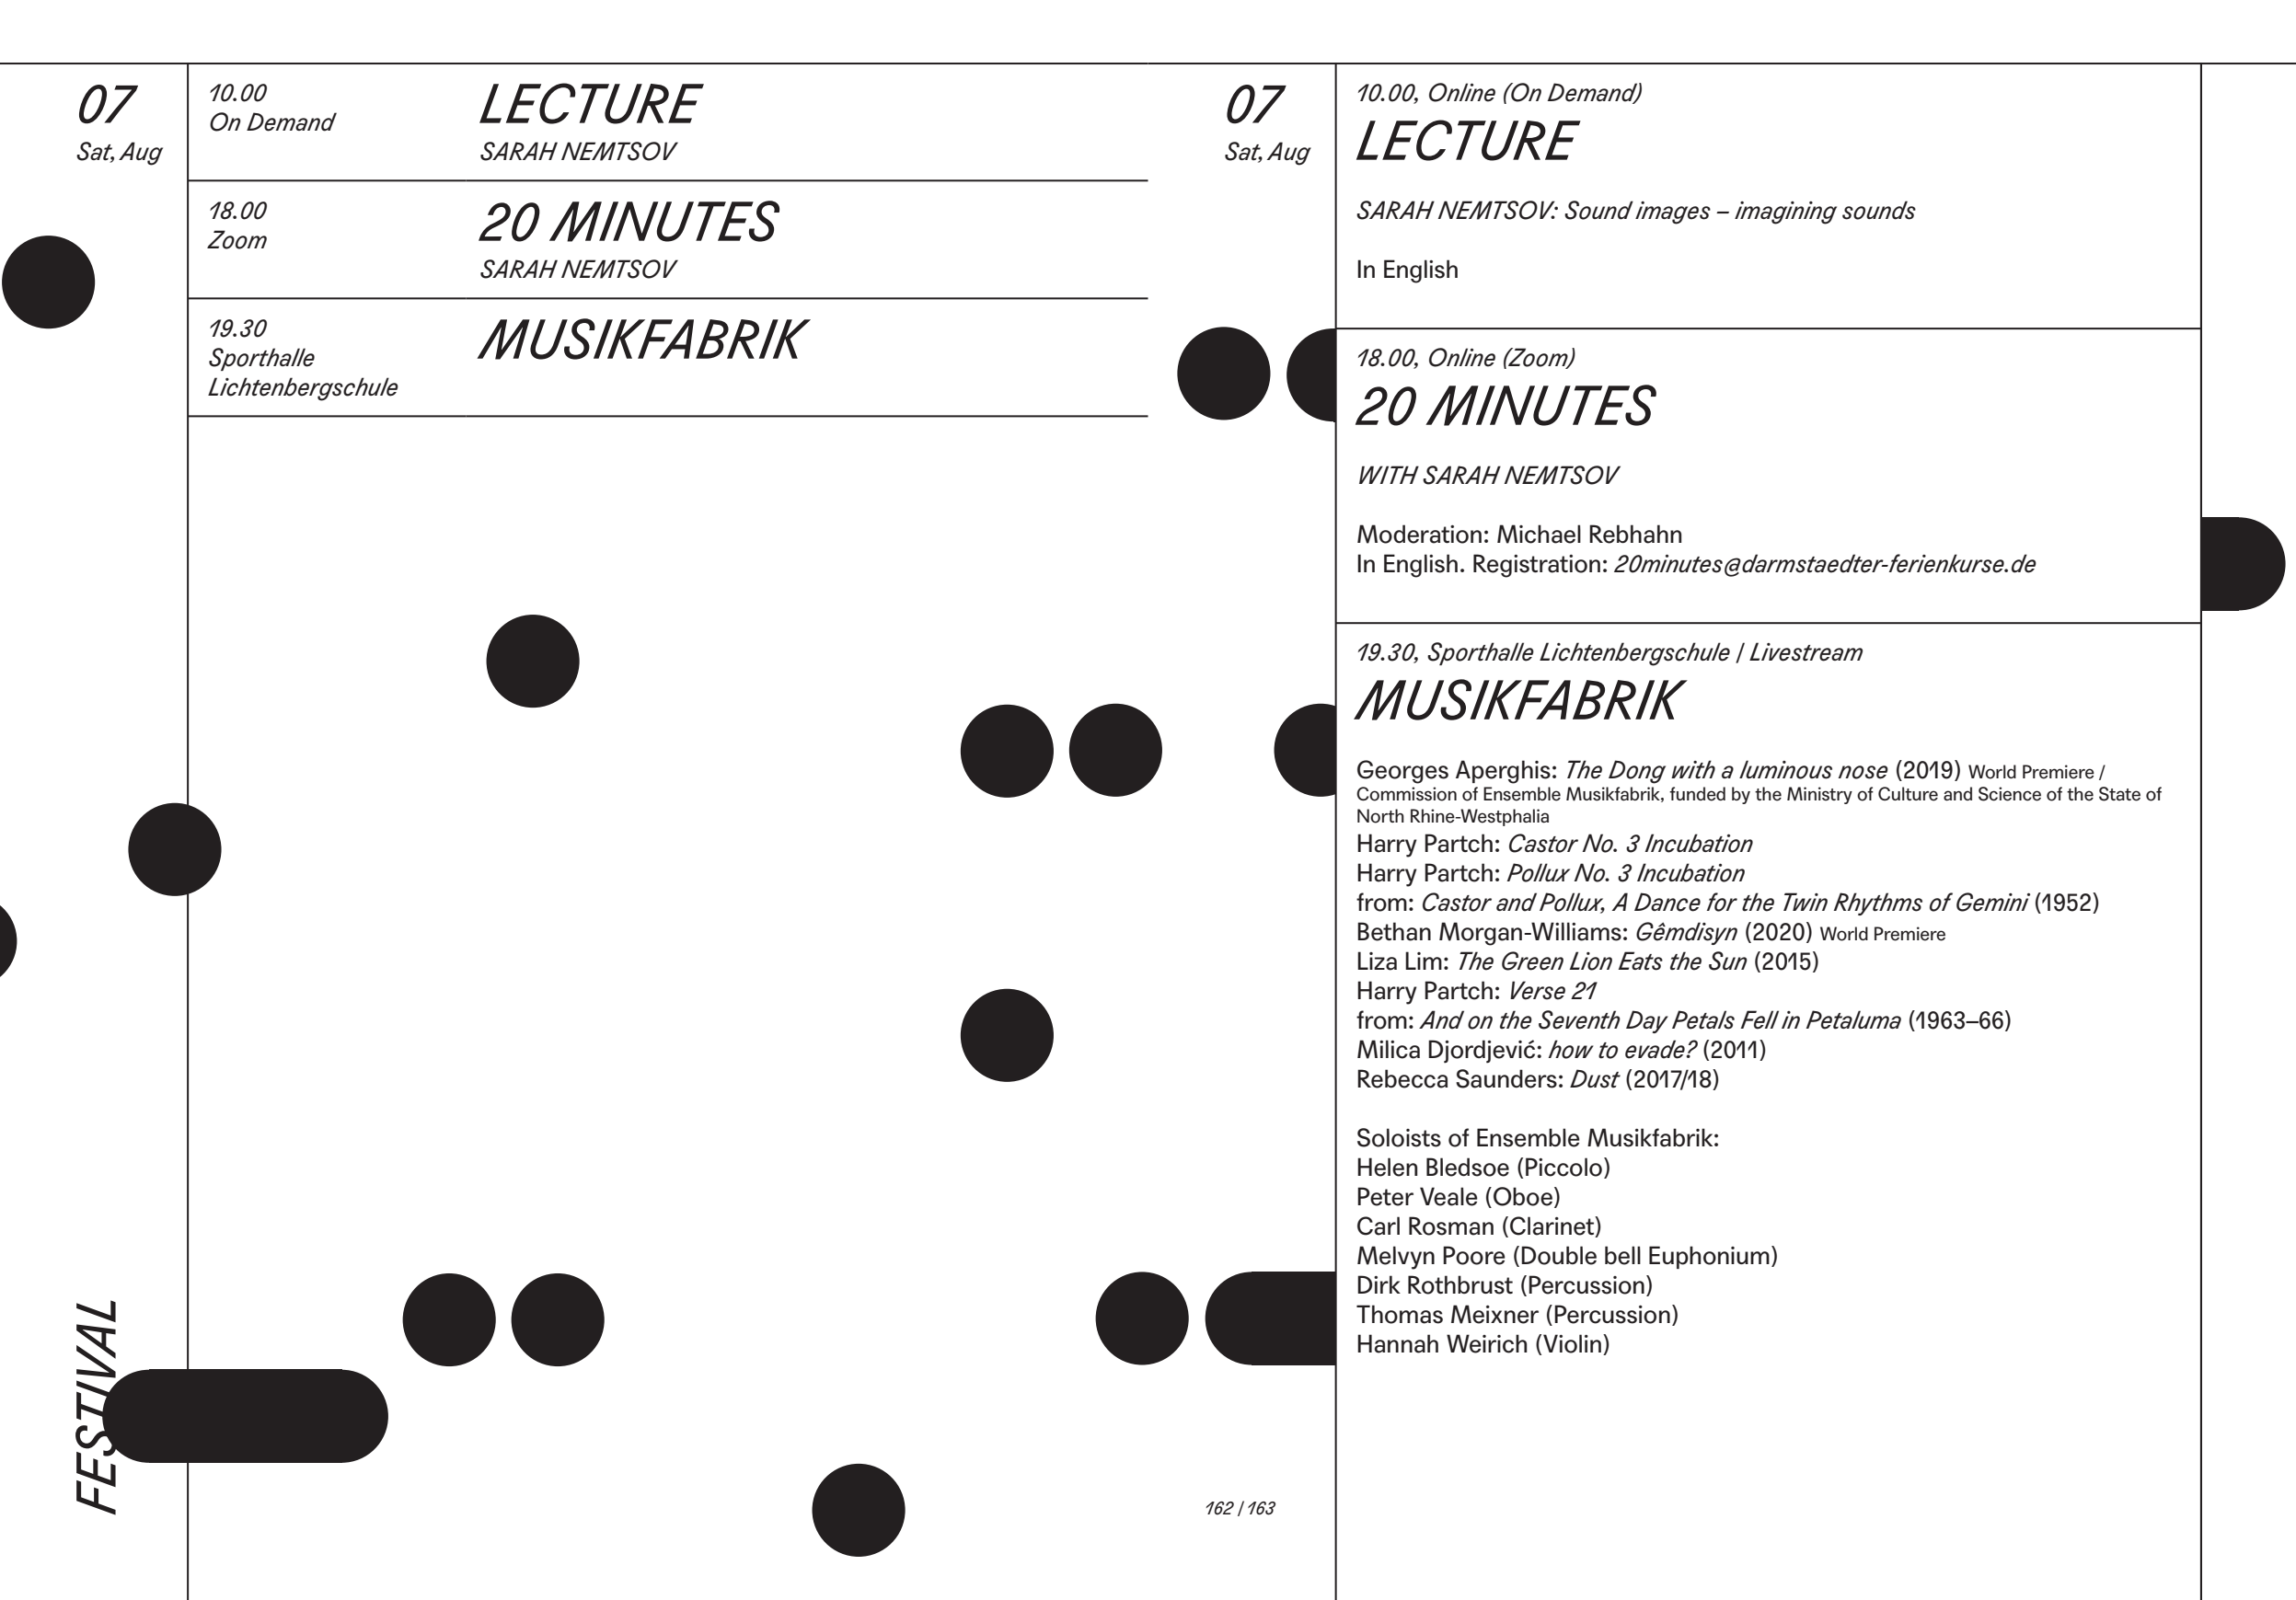 07
Sat, Aug
10.00
On Demand
LECTURE
SARAH NEMTSOV
18.00
Zoom
20 MINUTES
SARAH NEMTSOV
19.30
Sporthalle
Lichtenbergschule
MUSIKFABRIK
FESTIVAL
07
Sat, Aug
10.00, Online (On Demand)
LECTURE
SARAH NEMTSOV: Sound images – imagining sounds
In English
18.00, Online (Zoom)
20 MINUTES
WITH SARAH NEMTSOV
Moderation: Michael Rebhahn
In English. Registration: 20minutes@darmstaedter-ferienkurse.de
19.30, Sporthalle Lichtenbergschule | Livestream
MUSIKFABRIK
Georges Aperghis: The Dong with a luminous nose (2019) World Premiere /
Commission of Ensemble Musikfabrik, funded by the Ministry of Culture and Science of the State of
North Rhine-Westphalia
Harry Partch: Castor No. 3 Incubation
Harry Partch: Pollux No. 3 Incubation
from: Castor and Pollux, A Dance for the Twin Rhythms of Gemini (1952)
Bethan Morgan-Williams: Gêmdisyn (2020) World Premiere
Liza Lim: The Green Lion Eats the Sun (2015)
Harry Partch: Verse 21
from: And on the Seventh Day Petals Fell in Petaluma (1963–66)
Milica Djordjević: how to evade? (2011)
Rebecca Saunders: Dust (2017/18)
Soloists of Ensemble Musikfabrik:
Helen Bledsoe (Piccolo)
Peter Veale (Oboe)
Carl Rosman (Clarinet)
Melvyn Poore (Double bell Euphonium)
Dirk Rothbrust (Percussion)
Thomas Meixner (Percussion)
Hannah Weirich (Violin)
162 | 163